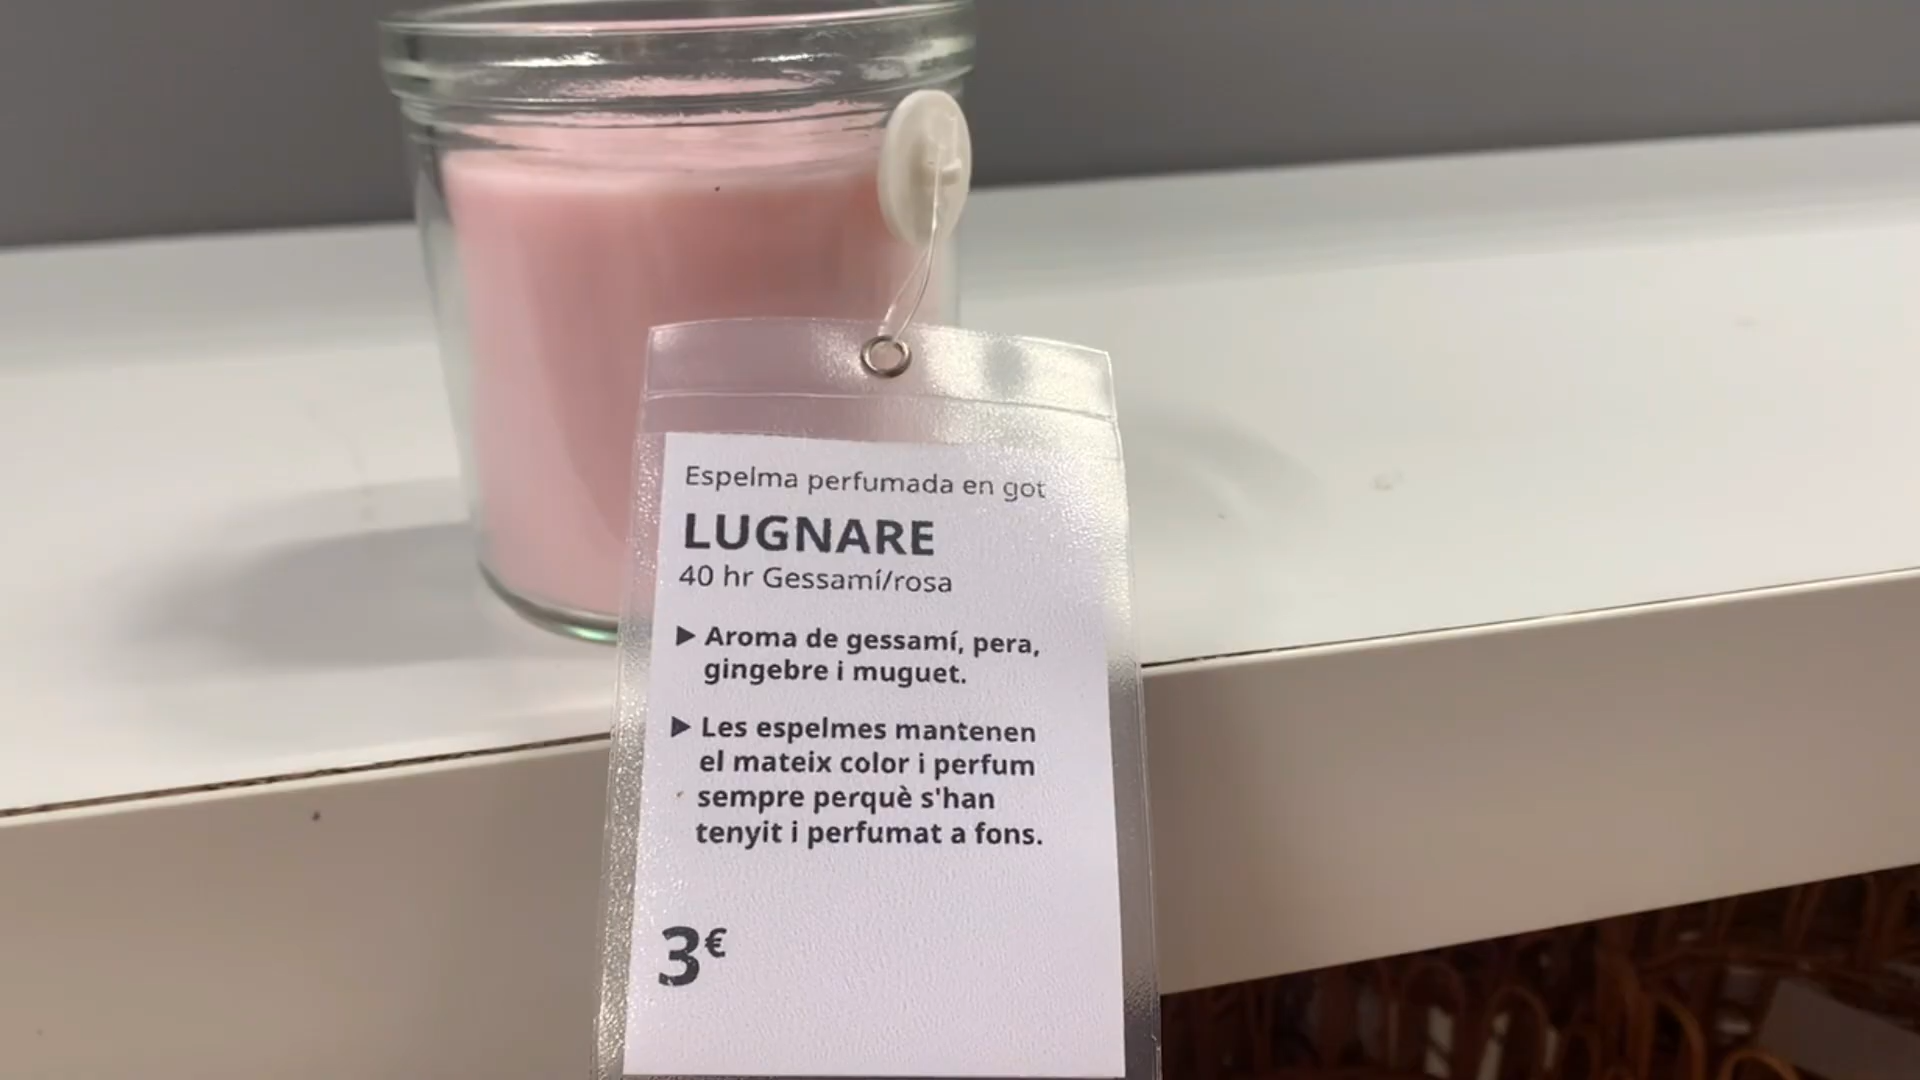 Espelma perfumada en got
LUGNARE
40 hr Gessamí/rosa
▶ Aroma de gessamí, pera,
gingebre i muguet.
▶ Les espelmes mantenen
el mateix color i perfum
sempre perquè s'han
tenyit i perfumat a fons.
3€